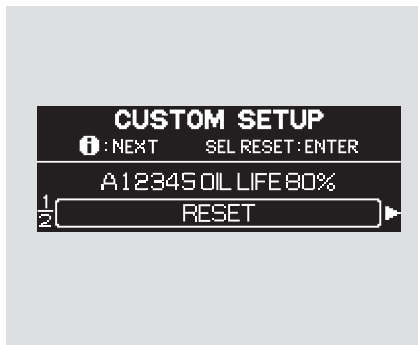 CUSTOM SETUP
i : NEXT SEL RESET : ENTER
A12345 OIL LIFE 80%
1/2 RESET